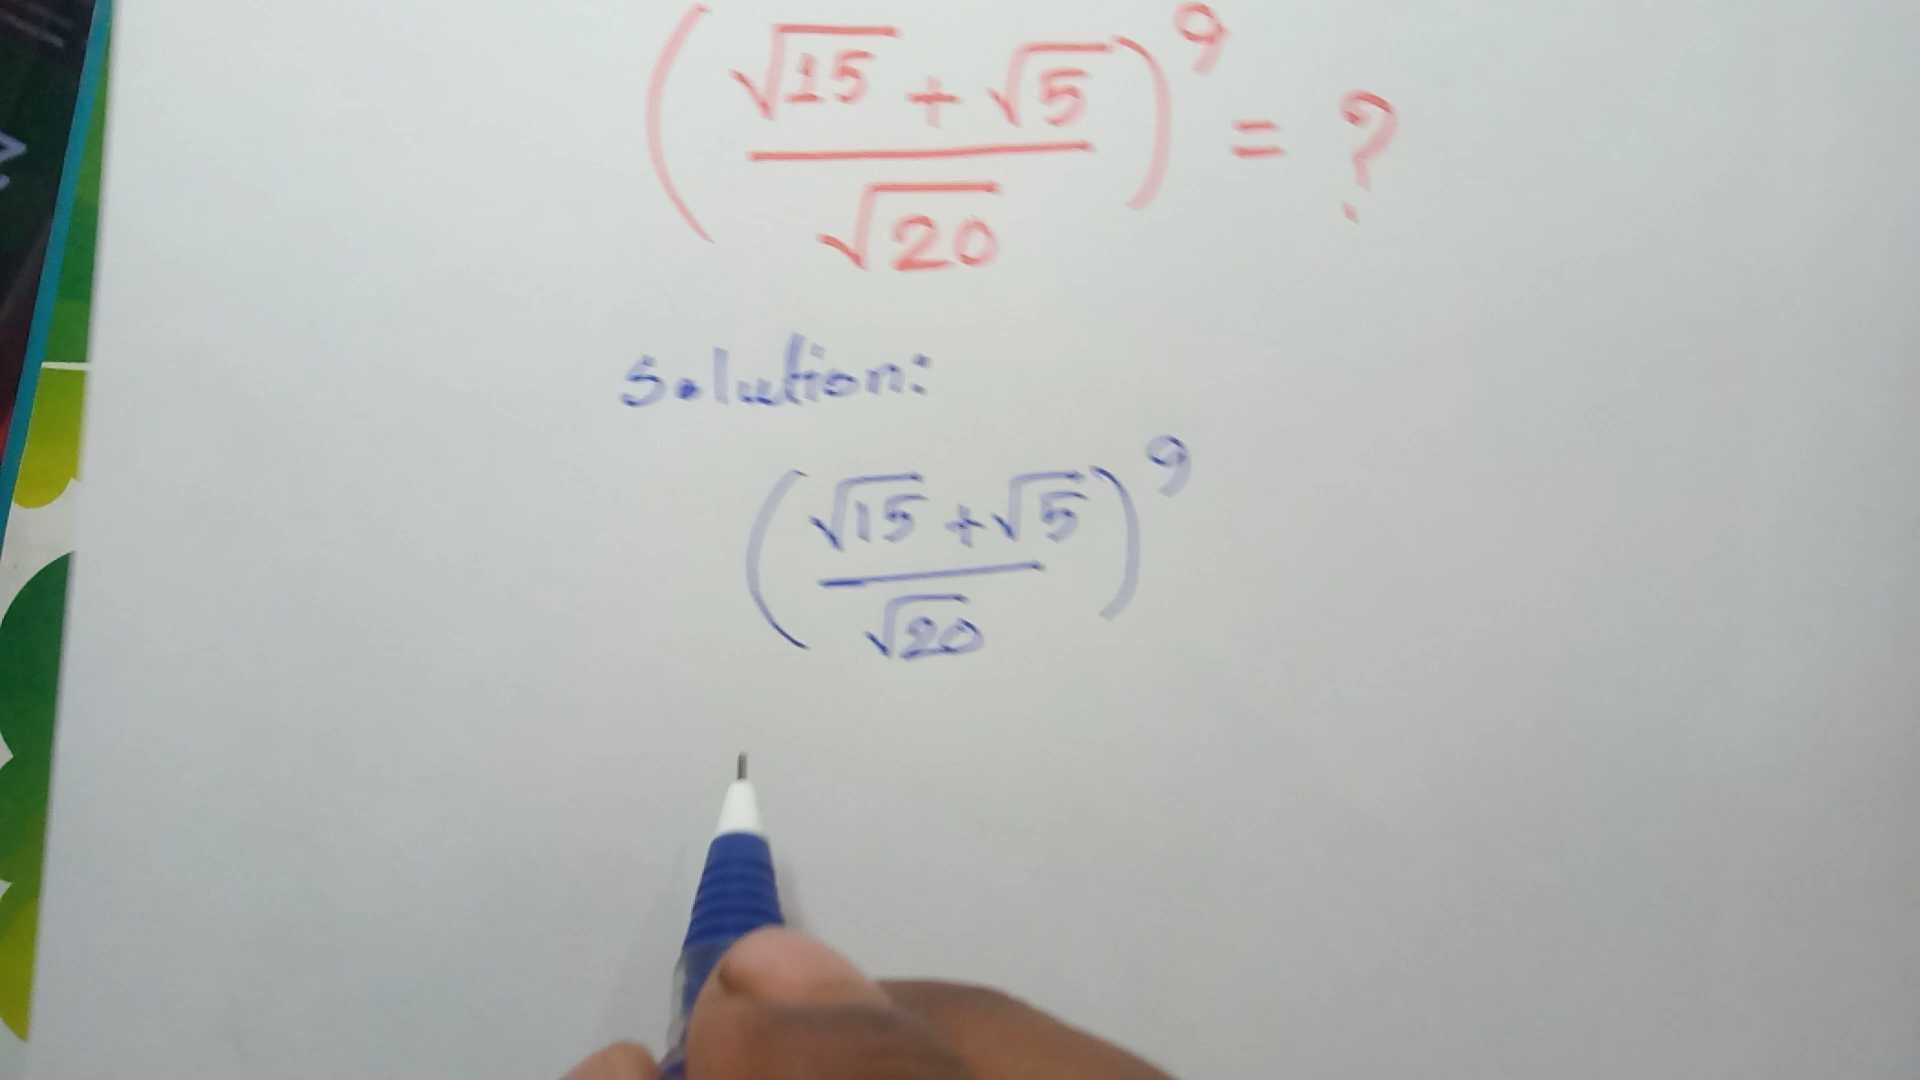 (√15 + √5 / √20)⁹ = ?
Solution:
(√15 + √5 / √20)⁹